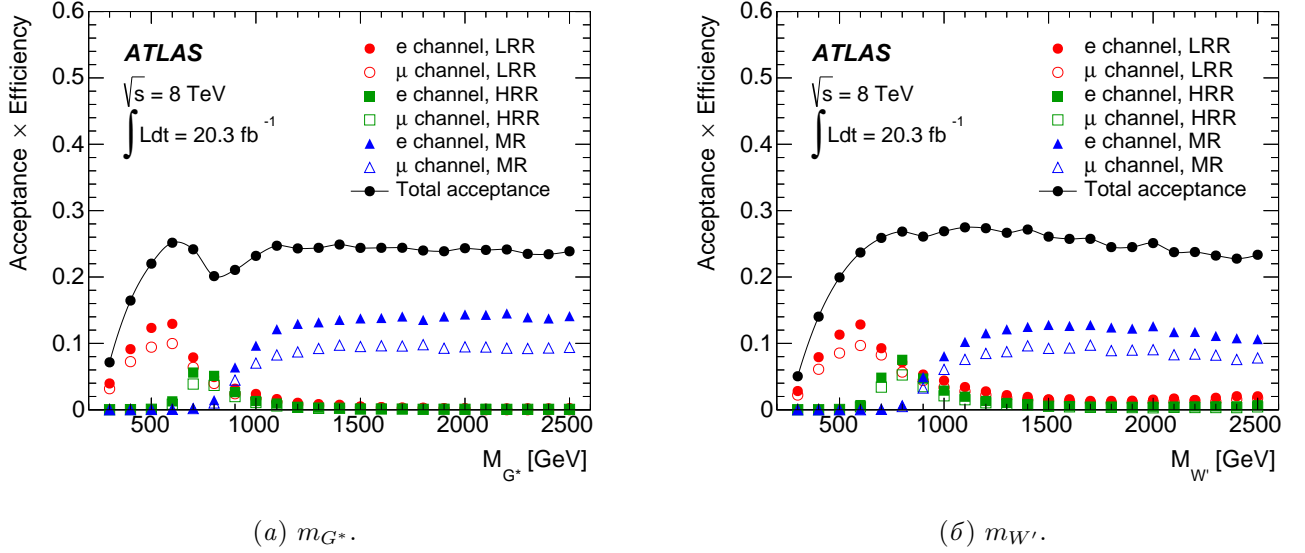 Acceptance × Efficiency
0.6
0.5
0.4
0.3
0.2
0.1
0
ATLAS
√s = 8 TeV
∫ Ldt = 20.3 fb⁻¹
e channel, LRR
μ channel, LRR
e channel, HRR
μ channel, HRR
e channel, MR
μ channel, MR
Total acceptance
500 1000 1500 2000 2500
M_G* [GeV]
(а) m_G*.
Acceptance × Efficiency
0.6
0.5
0.4
0.3
0.2
0.1
0
ATLAS
√s = 8 TeV
∫ Ldt = 20.3 fb⁻¹
e channel, LRR
μ channel, LRR
e channel, HRR
μ channel, HRR
e channel, MR
μ channel, MR
Total acceptance
500 1000 1500 2000 2500
M_W' [GeV]
(б) m_W'.